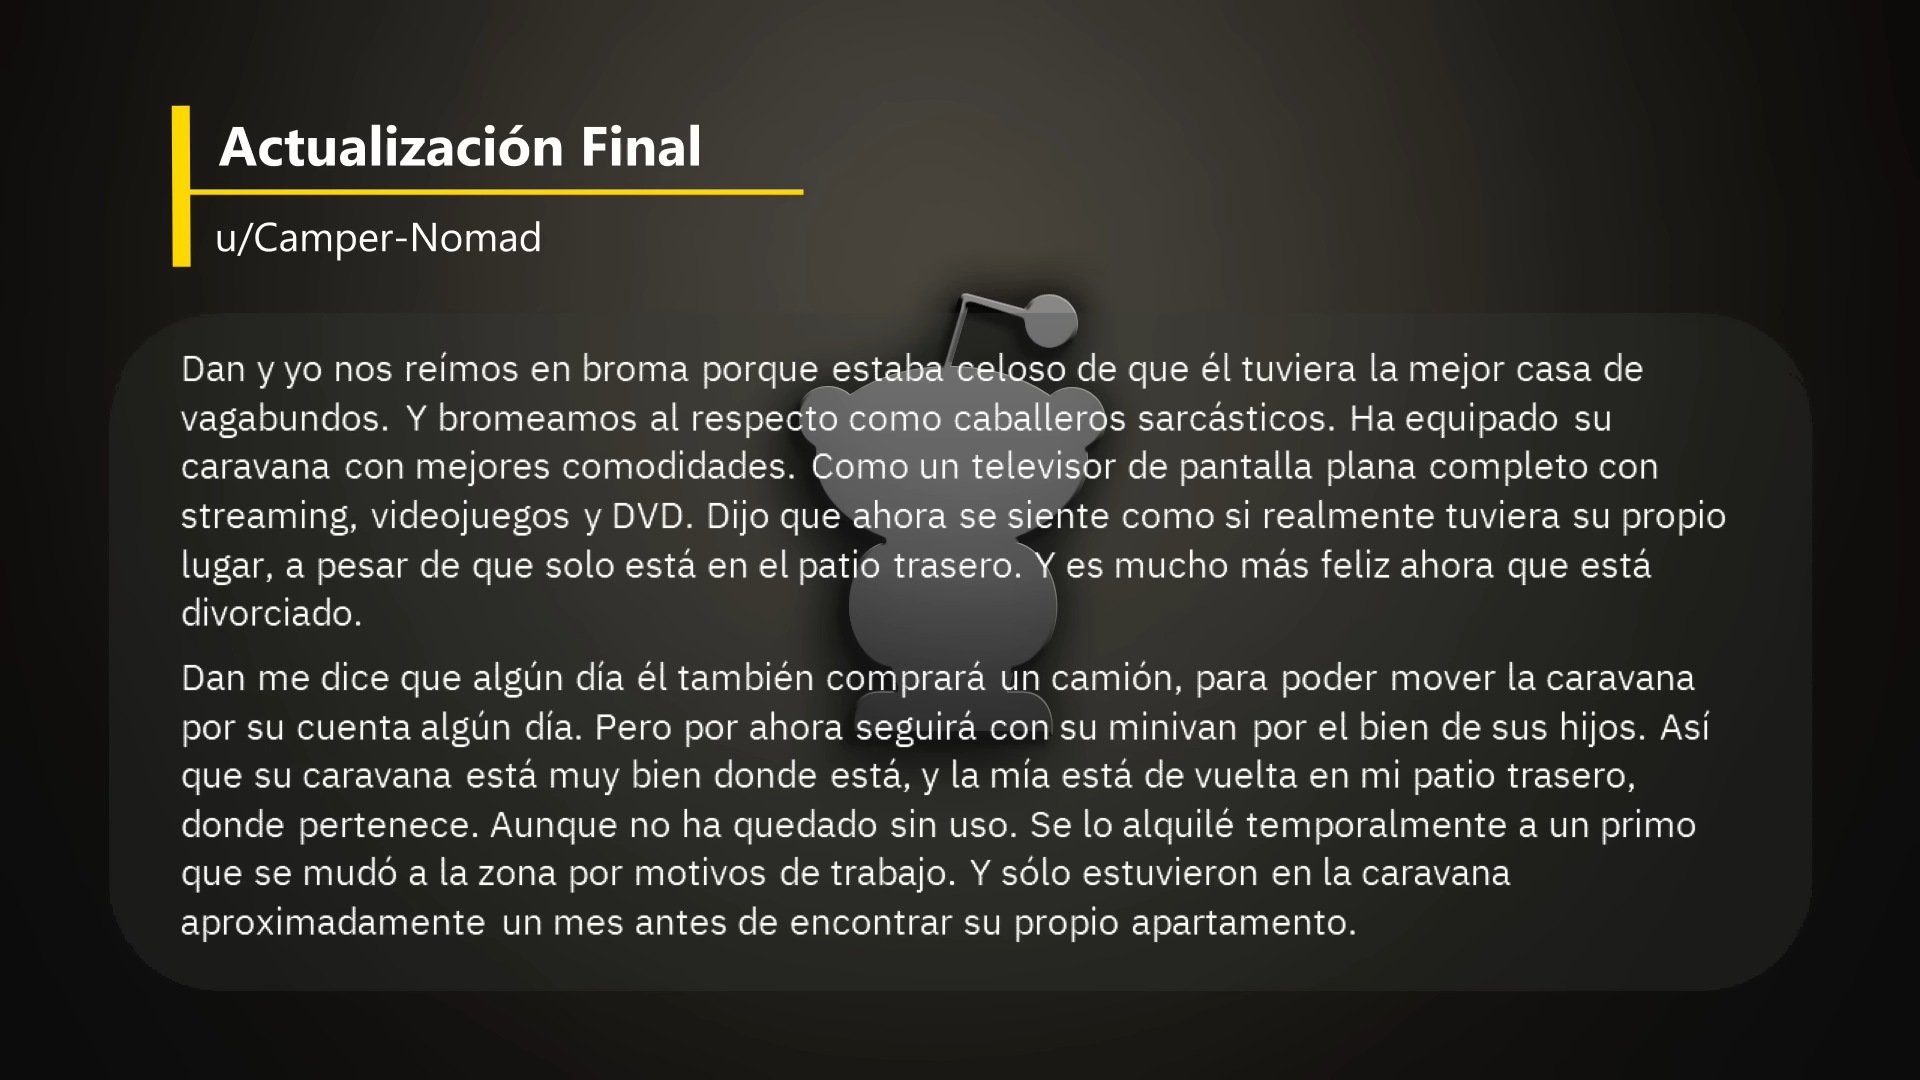 Actualización Final
u/Camper-Nomad
Dan y yo nos reímos en broma porque estaba celoso de que él tuviera la mejor casa de
vagabundos. Y bromeamos al respecto como caballeros sarcásticos. Ha equipado su
caravana con mejores comodidades. Como un televisor de pantalla plana completo con
streaming, videojuegos y DVD. Dijo que ahora se siente como si realmente tuviera su propio
lugar, a pesar de que solo está en el patio trasero. Y es mucho más feliz ahora que está
divorciado.
Dan me dice que algún día él también comprará un camión, para poder mover la caravana
por su cuenta algún día. Pero por ahora seguirá con su minivan por el bien de sus hijos. Así
que su caravana está muy bien donde está, y la mía está de vuelta en mi patio trasero,
donde pertenece. Aunque no ha quedado sin uso. Se lo alquilé temporalmente a un primo
que se mudó a la zona por motivos de trabajo. Y sólo estuvieron en la caravana
aproximadamente un mes antes de encontrar su propio apartamento.